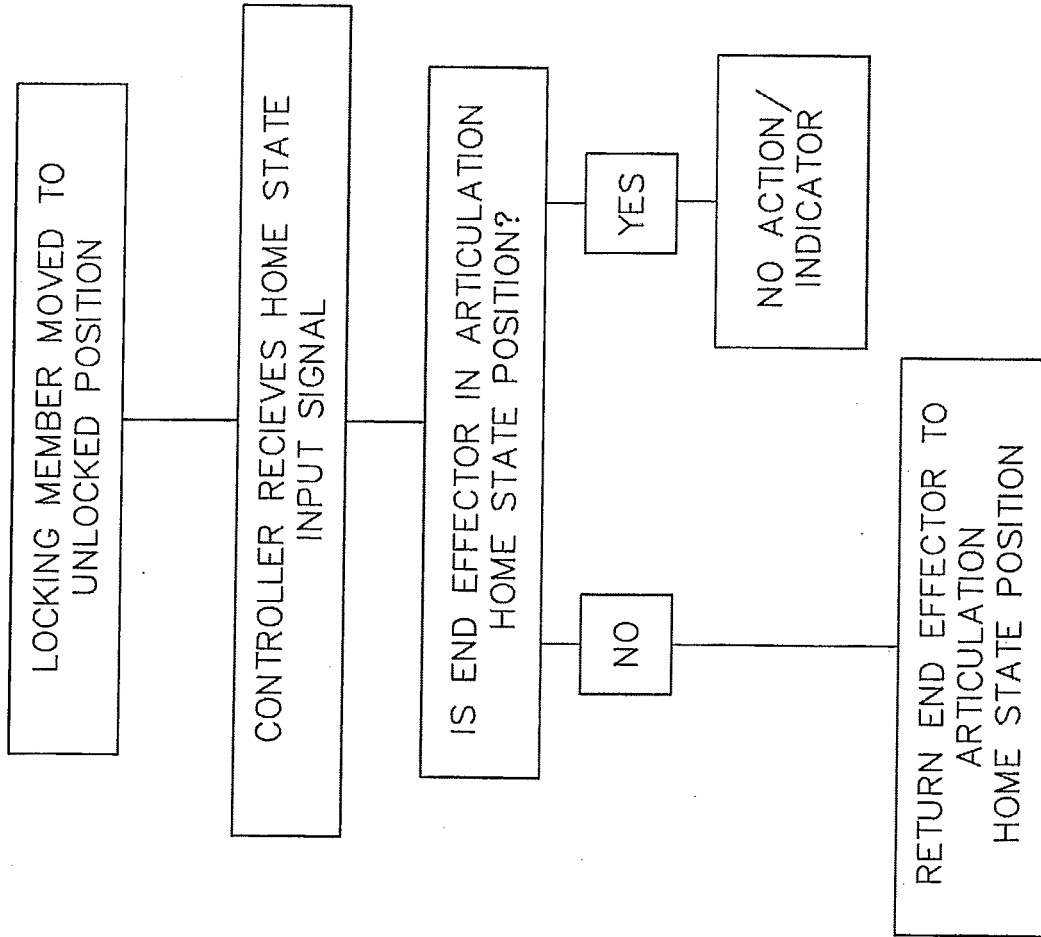 LOCKING MEMBER MOVED TO
UNLOCKED POSITION
CONTROLLER RECIEVES HOME STATE
INPUT SIGNAL
IS END EFFECTOR IN ARTICULATION
HOME STATE POSITION?
NO
YES
RETURN END EFFECTOR TO
ARTICULATION
HOME STATE POSITION
NO ACTION/
INDICATOR